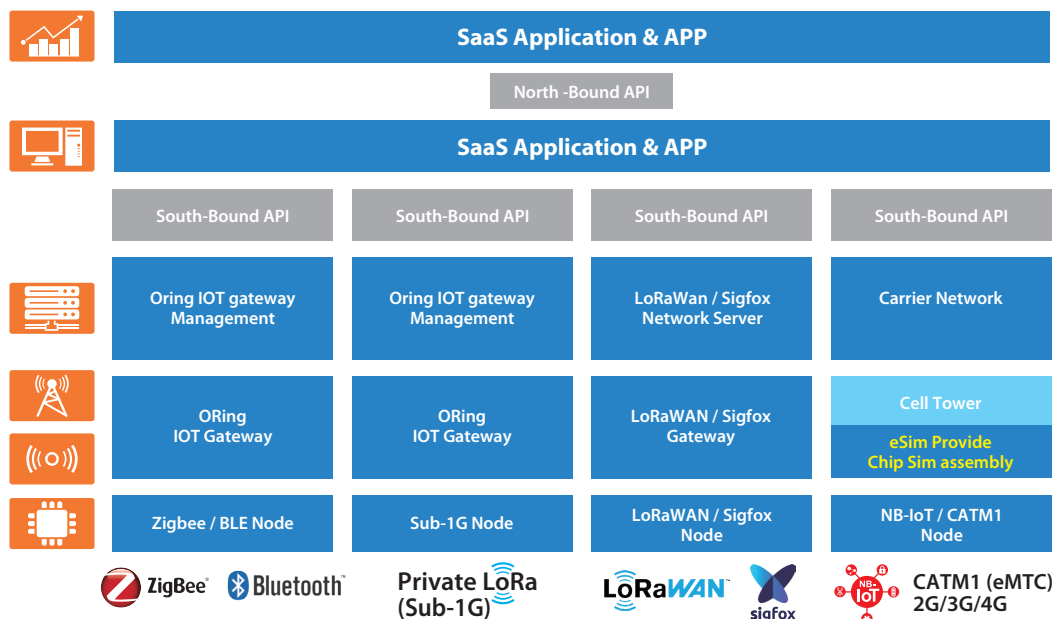 SaaS Application & APP
North -Bound API
SaaS Application & APP
South-Bound API
South-Bound API
South-Bound API
South-Bound API
Oring IOT gateway
Management
Oring IOT gateway
Management
LoRaWan / Sigfox
Network Server
Carrier Network
ORing
IOT Gateway
ORing
IOT Gateway
LoRaWAN / Sigfox
Gateway
Cell Tower
eSim Provide
Chip Sim assembly
Zigbee / BLE Node
Sub-1G Node
LoRaWAN / Sigfox
Node
NB-IoT / CATM1
Node
ZigBee®
Bluetooth™
Private LoRa
(Sub-1G)
LoRaWAN™
sigfox
NB-
IoT
CATM1 (eMTC)
2G/3G/4G